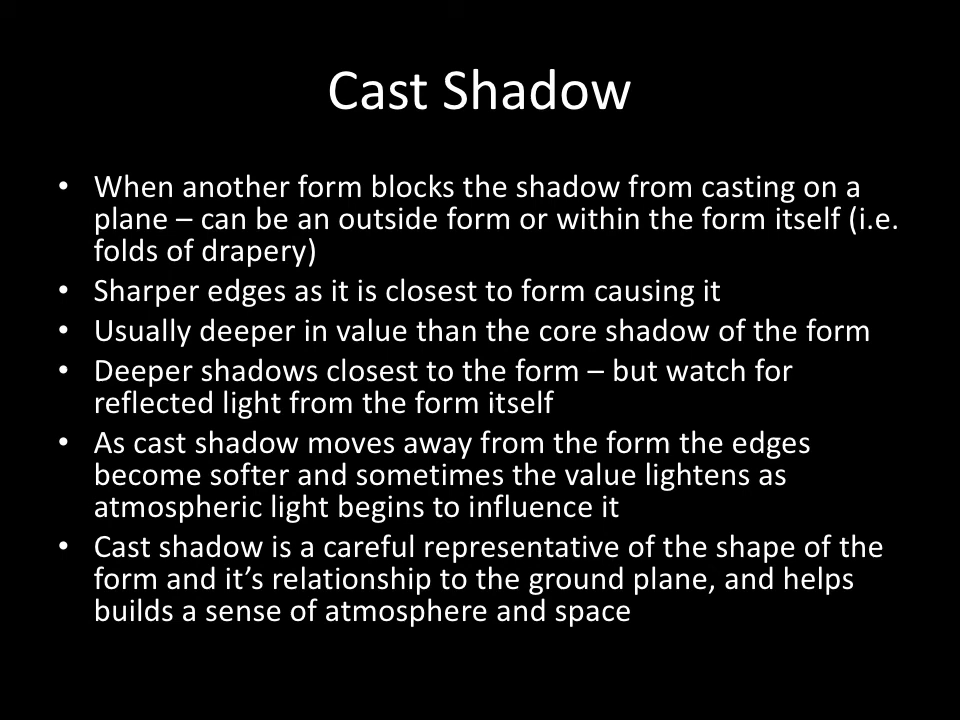 Cast Shadow
• When another form blocks the shadow from casting on a
plane – can be an outside form or within the form itself (i.e.
folds of drapery)
• Sharper edges as it is closest to form causing it
• Usually deeper in value than the core shadow of the form
• Deeper shadows closest to the form – but watch for
reflected light from the form itself
• As cast shadow moves away from the form the edges
become softer and sometimes the value lightens as
atmospheric light begins to influence it
• Cast shadow is a careful representative of the shape of the
form and it’s relationship to the ground plane, and helps
builds a sense of atmosphere and space